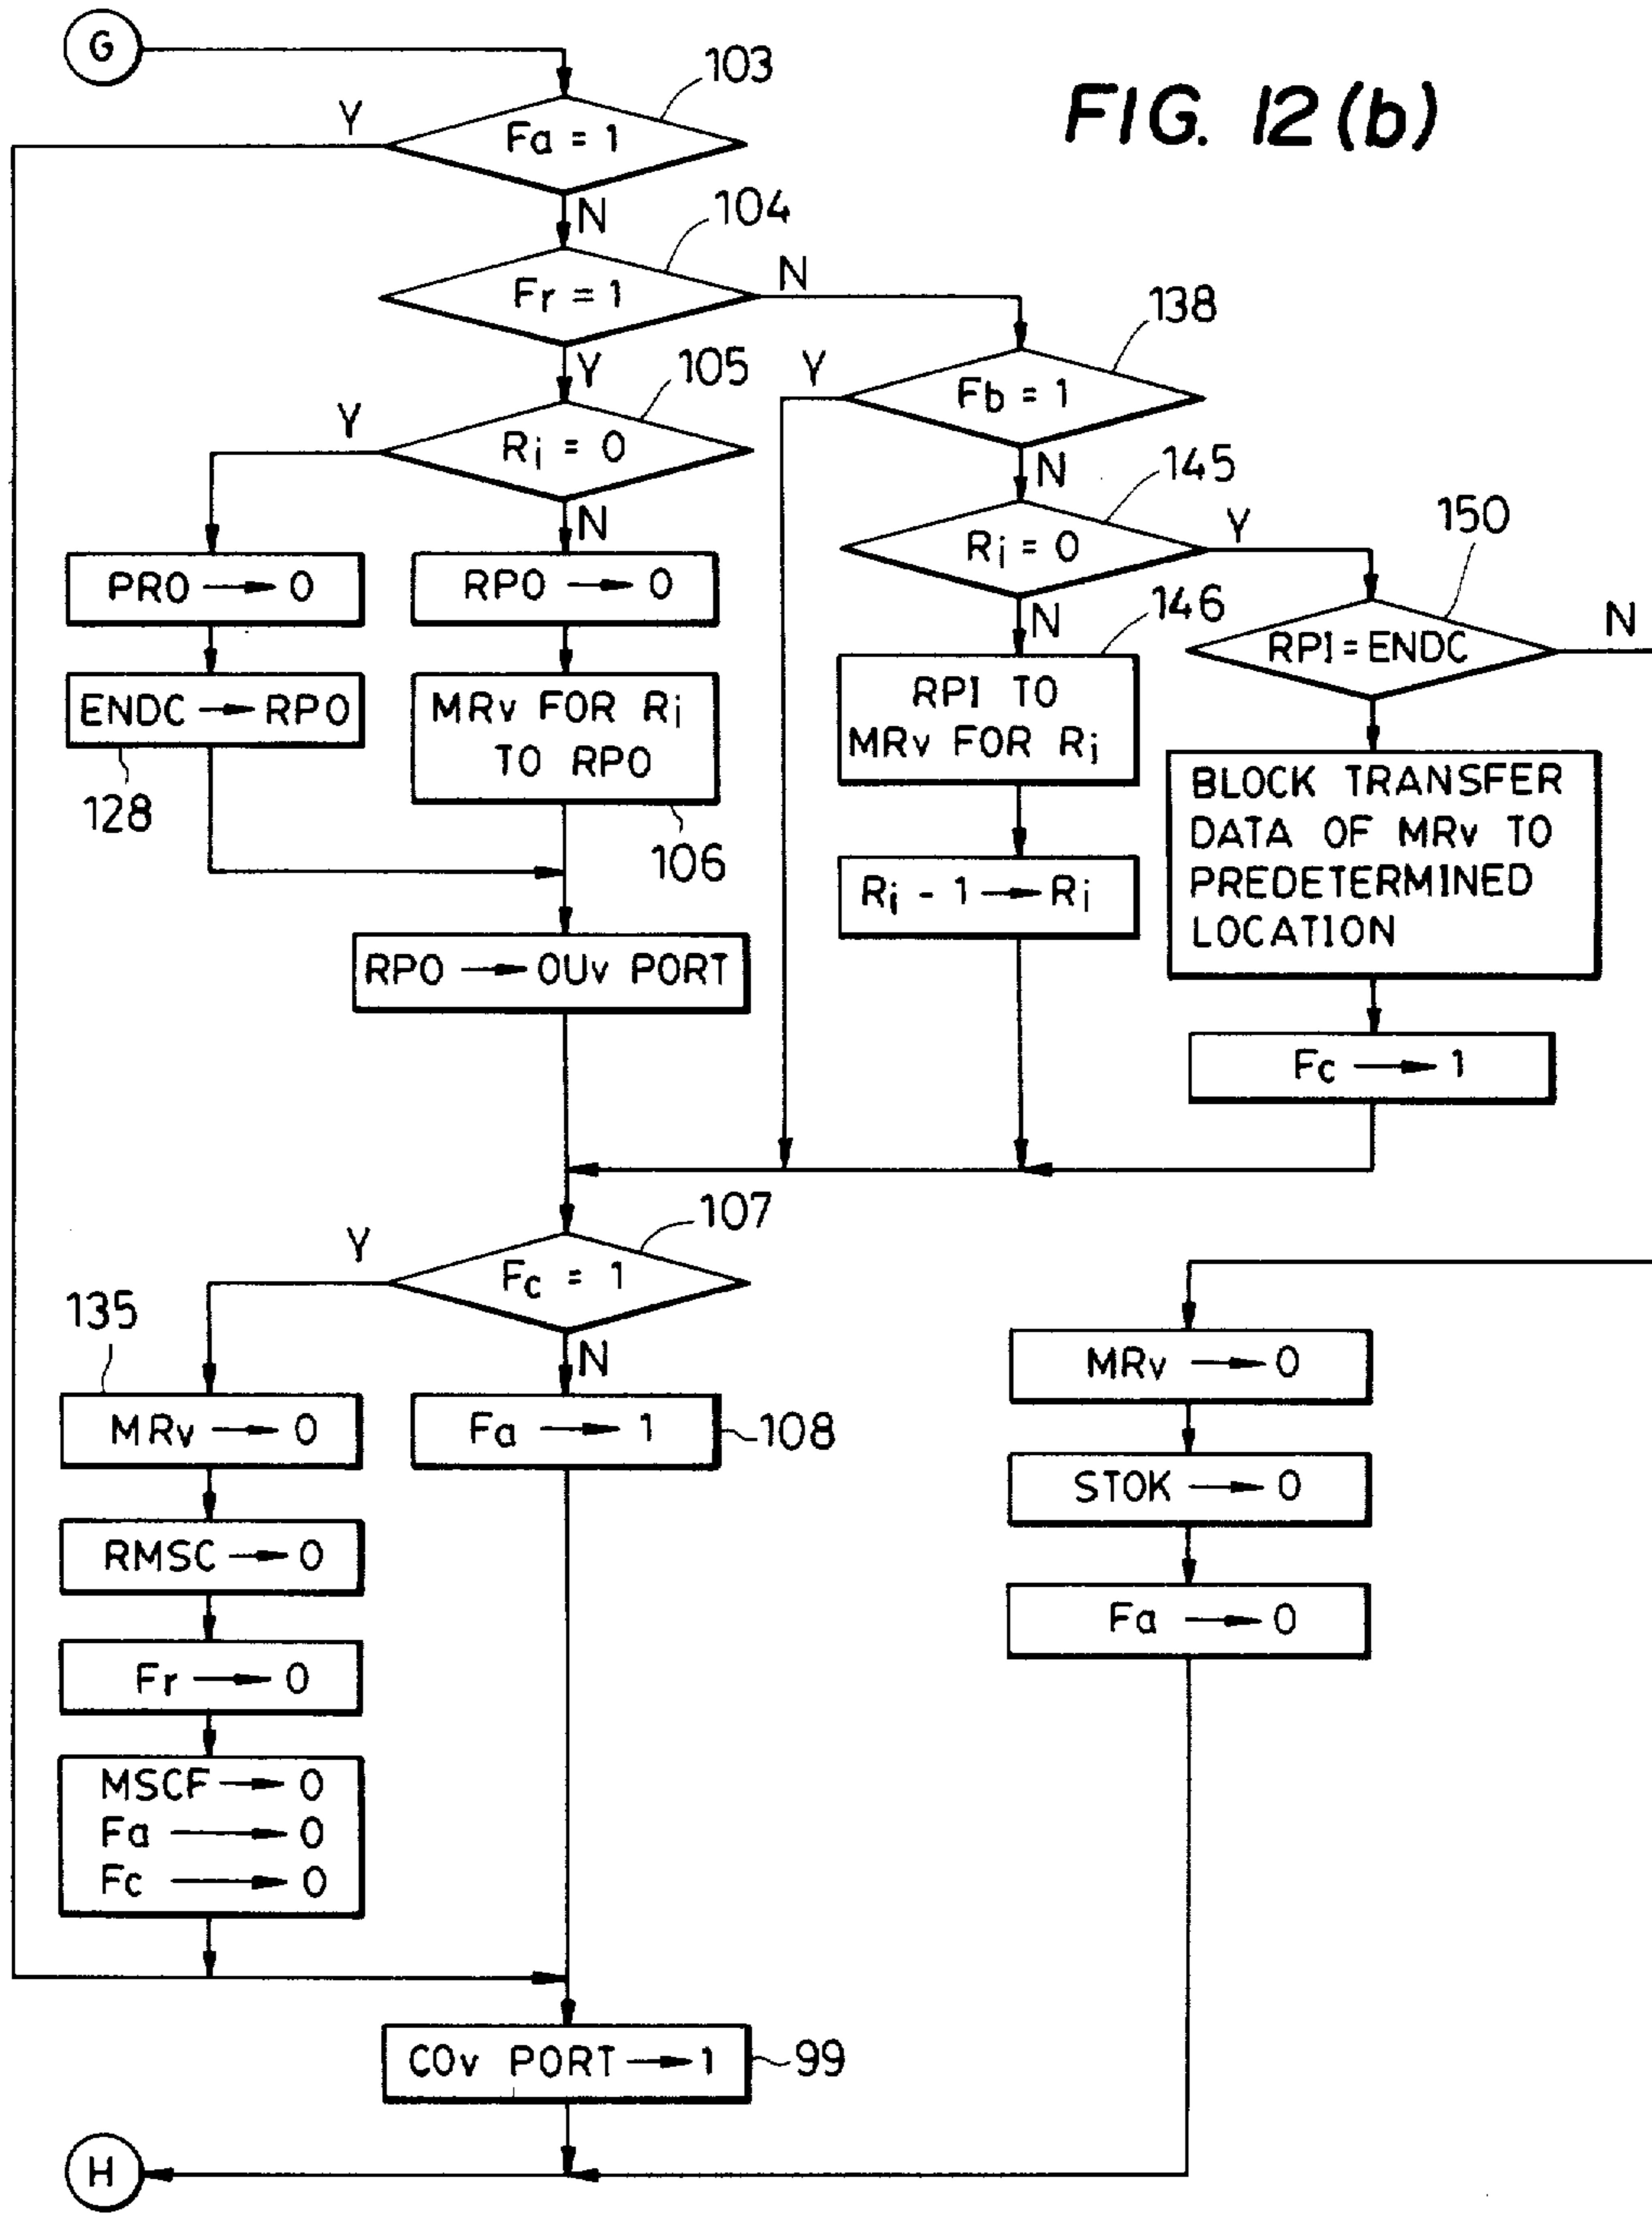 G
FIG. 12(b)
103
Y
Fa = 1
N
104
Fr = 1
N
138
Y
105
Y
Fb = 1
Y
Ri = 0
N
145
N
Ri = 0
Y
150
PRO → 0
RPO → 0
N
146
RPI = ENDC
N
ENDC → RPO
128
MRv FOR Ri
TO RPO
106
RPI TO
MRv FOR Ri
BLOCK TRANSFER
DATA OF MRv TO
PREDETERMINED
LOCATION
Ri - 1 → Ri
RPO → OUv PORT
Fc → 1
107
Y
Fc = 1
N
135
MRv → 0
Fa → 1
108
MRv → 0
STOK → 0
RMSC → 0
Fa → 0
Fr → 0
MSCF → 0
Fa → 0
Fc → 0
COv PORT → 1
99
H